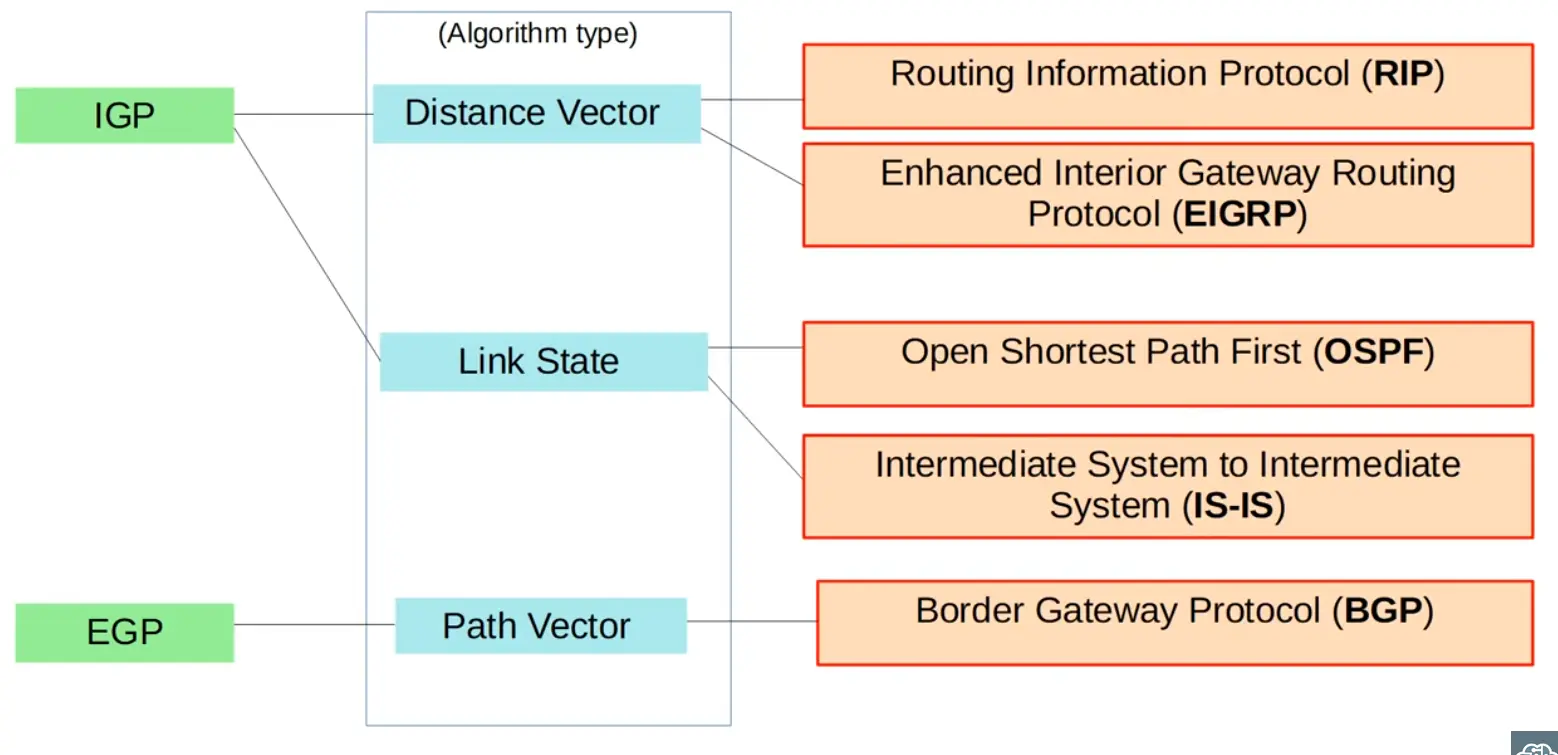 (Algorithm type)
IGP
Distance Vector
Routing Information Protocol (RIP)
Enhanced Interior Gateway Routing
Protocol (EIGRP)
Link State
Open Shortest Path First (OSPF)
Intermediate System to Intermediate
System (IS-IS)
EGP
Path Vector
Border Gateway Protocol (BGP)